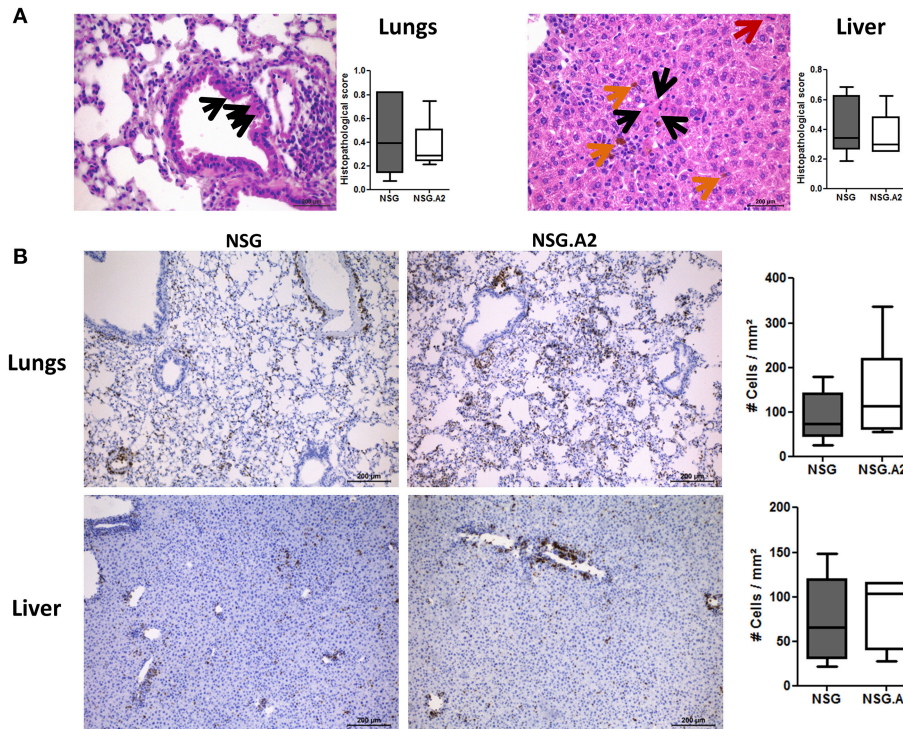 A
Lungs
Histopathological score
1.0
0.8
0.6
0.4
0.2
0.0
NSG
NSG.A2
200 µm
Liver
Histopathological score
0.8
0.6
0.4
0.2
0.0
NSG
NSG.A2
200 µm
B
NSG
NSG.A2
Lungs
200 µm
200 µm
# Cells / mm²
400
300
200
100
0
NSG
NSG.A2
Liver
200 µm
200 µm
# Cells / mm²
200
150
100
50
0
NSG
NSG.A